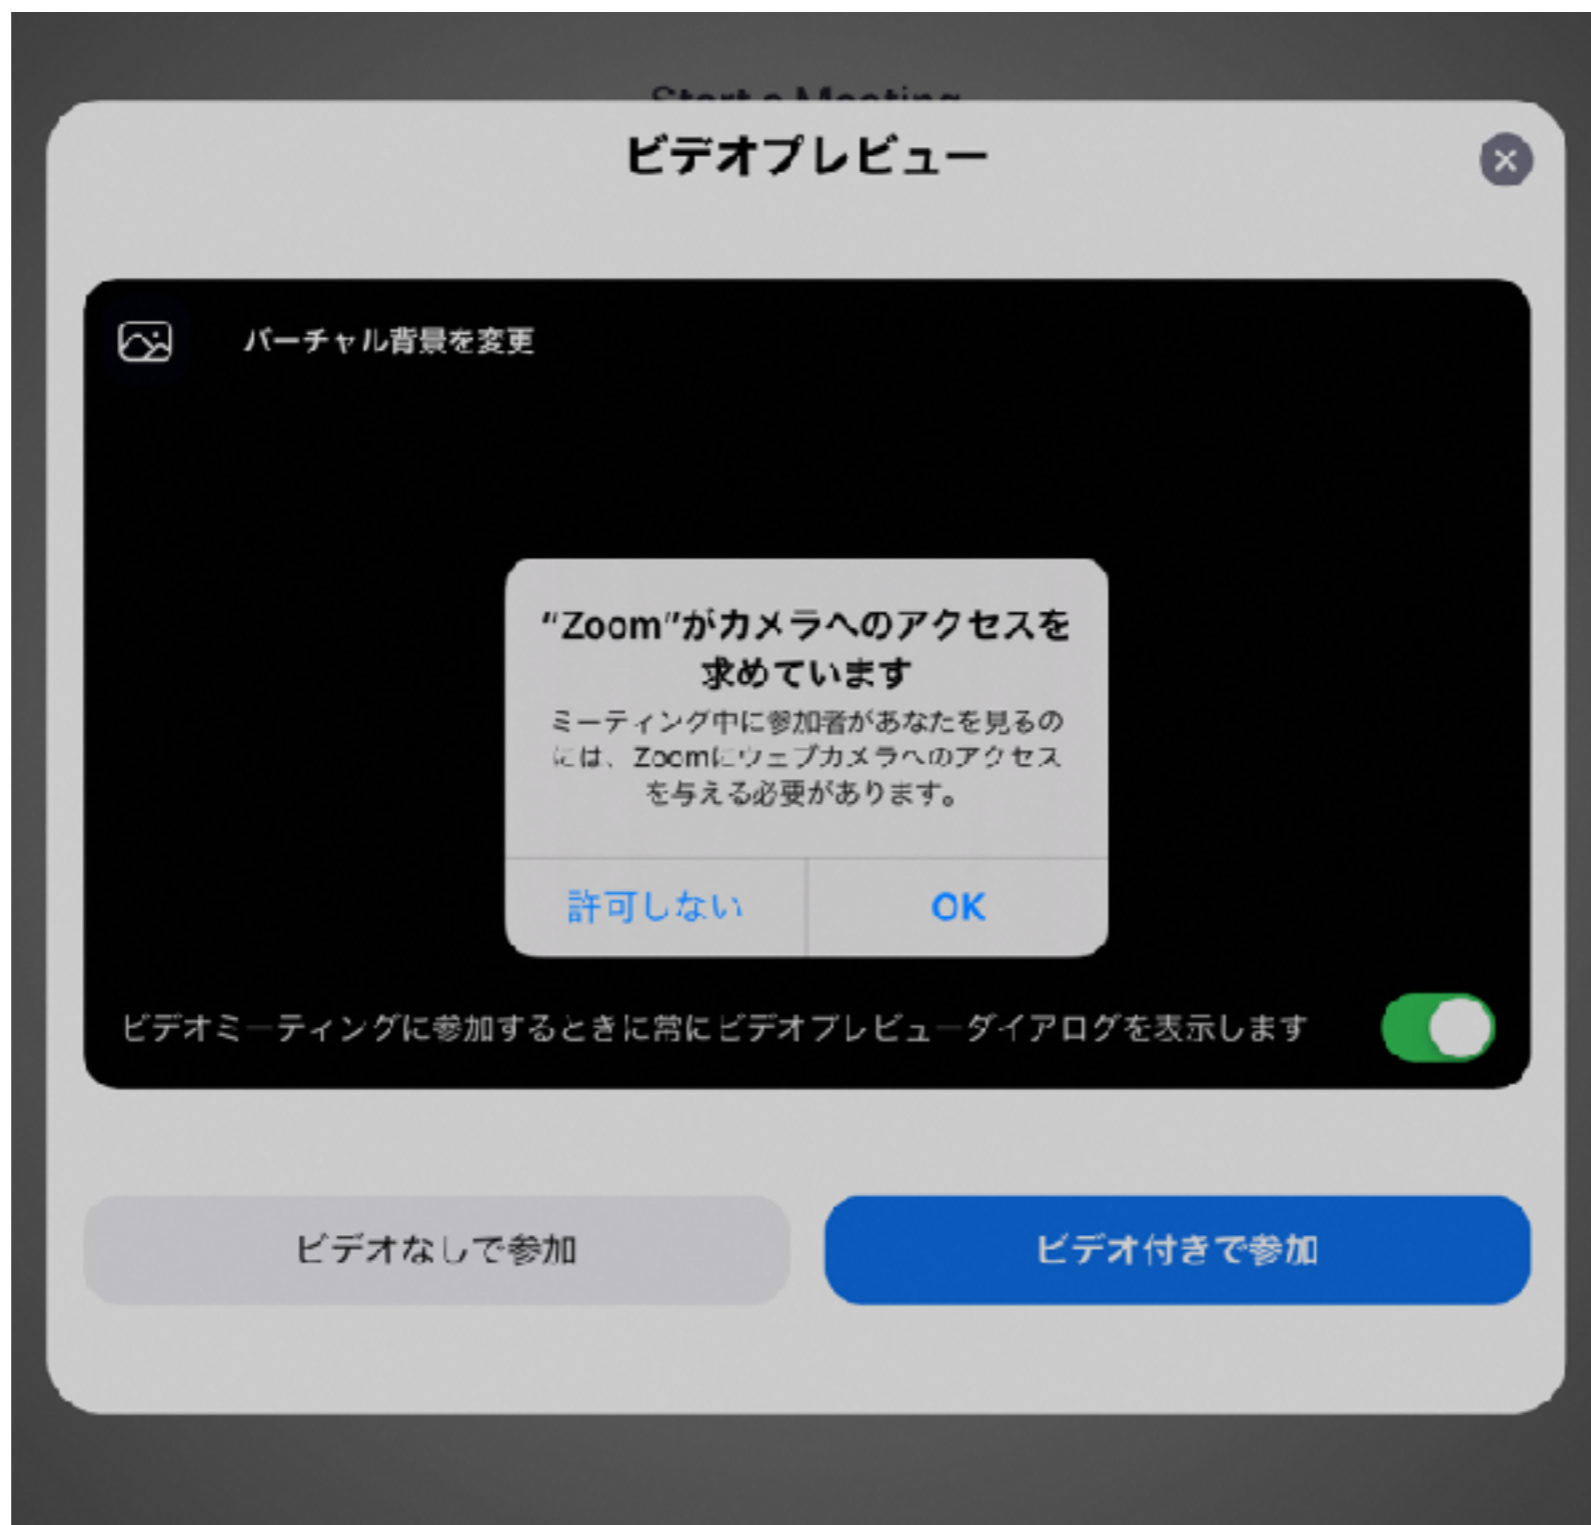 Start a Meeting
ビデオプレビュー
バーチャル背景を変更
“Zoom”がカメラへのアクセスを
求めています
ミーティング中に参加者があなたを見るの
には、Zoomにウェブカメラへのアクセス
を与える必要があります。
許可しない
OK
ビデオミーティングに参加するときに常にビデオプレビューダイアログを表示します
ビデオなしで参加
ビデオ付きで参加